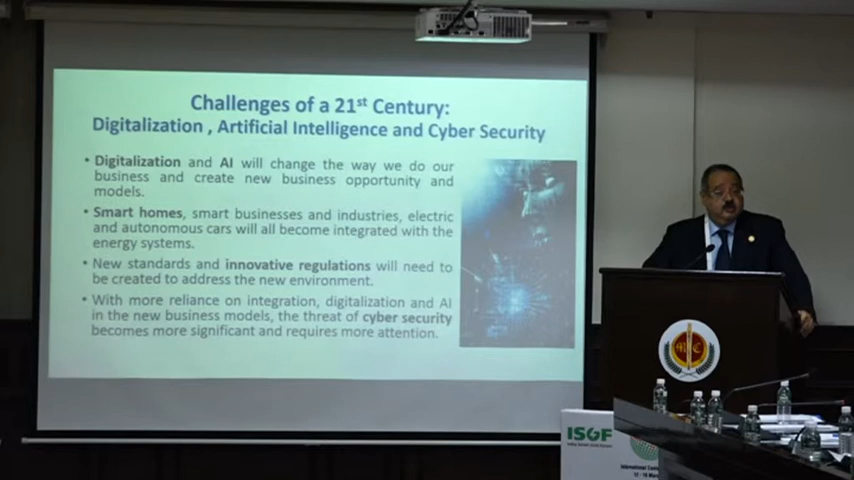 Challenges of a 21st Century:
Digitalization , Artificial Intelligence and Cyber Security
• Digitalization and AI will change the way we do our
business and create new business opportunity and
models.
• Smart homes, smart businesses and industries, electric
and autonomous cars will all become integrated with the
energy systems.
• New standards and innovative regulations will need to
be created to address the new environment.
• With more reliance on integration, digitalization and AI
in the new business models, the threat of cyber security
becomes more significant and requires more attention.
ISGF
International